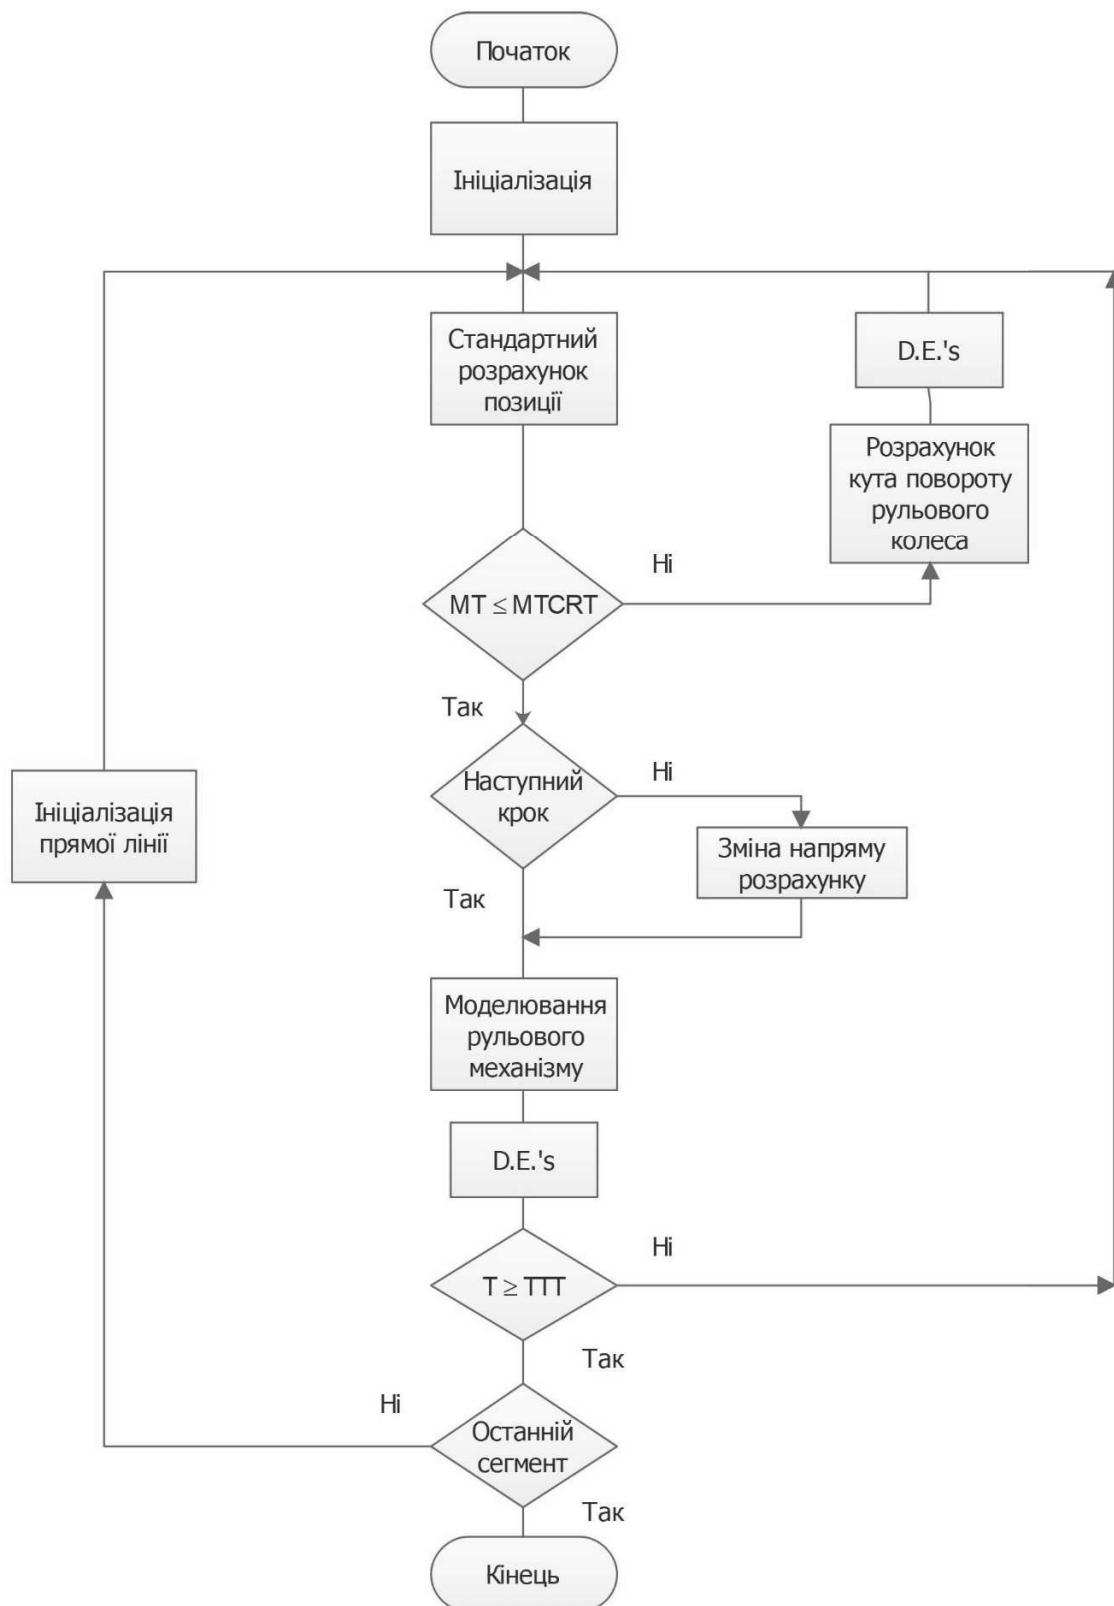 Початок
Ініціалізація
Стандартний
розрахунок
позиції
D.E.'s
Розрахунок
кута повороту
рульового
колеса
Ні
MT ≤ MTCRT
Так
Наступний
крок
Ні
Ініціалізація
прямої лінії
Зміна напряму
розрахунку
Так
Моделювання
рульового
механізму
D.E.'s
Ні
T ≥ TTT
Так
Ні
Останній
сегмент
Так
Кінець